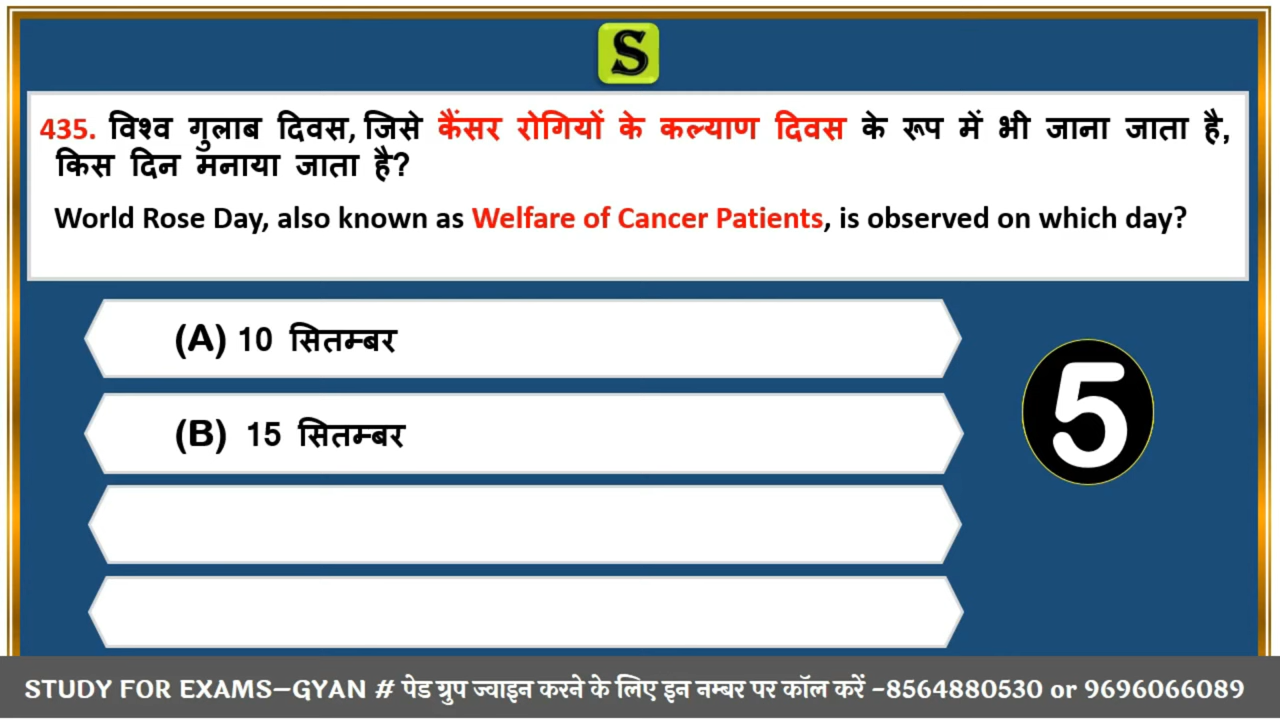 S
435. विश्व गुलाब दिवस, जिसे कैंसर रोगियों के कल्याण दिवस के रूप में भी जाना जाता है,
किस दिन मनाया जाता है?
World Rose Day, also known as Welfare of Cancer Patients, is observed on which day?
(A) 10 सितम्बर
(B) 15 सितम्बर
5
STUDY FOR EXAMS–GYAN # पेड ग्रुप ज्वाइन करने के लिए इन नम्बर पर कॉल करें -8564880530 or 9696066089